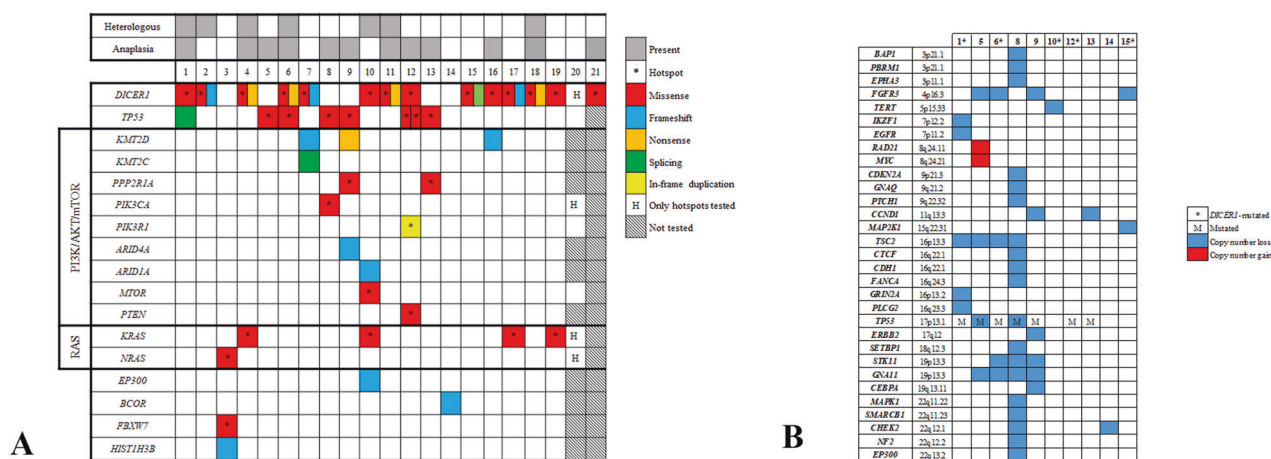 Heterologous
Anaplasia
1 2 3 4 5 6 7 8 9 10 11 12 13 14 15 16 17 18 19 20 21
DICER1 * * * * * * * * * * * * * H *
TP53 * * * * * * *
PI3K/AKT/mTOR
KMT2D
KMT2C
PPP2R1A * *
PIK3CA * H
PIK3R1 *
ARID4A
ARID1A
MTOR *
PTEN *
RAS
KRAS * * * * H
NRAS * H
EP300
BCOR
FBXW7 *
HIST1H3B
Present
* Hotspot
Missense
Frameshift
Nonsense
Splicing
In-frame duplication
H Only hotspots tested
Not tested
A
1* 5 6* 8 9 10* 12* 13 14 15*
BAP1 3p21.1
PBRM1 3p21.1
EPHA3 3p11.1
FGFR3 4p16.3
TERT 5p15.33
IKZF1 7p12.2
EGFR 7p11.2
RAD21 8q24.11
MYC 8q24.21
CDKN2A 9p21.3
GNAQ 9q21.2
PTCH1 9q22.32
CCND1 11q13.3
MAP2K1 15q22.31
TSC2 16p13.3
CTCF 16q22.1
CDH1 16q22.1
FANCA 16q24.3
GRIN2A 16p13.2
PLCG2 16q23.3
TP53 17p13.1 M M M M M M
ERBB2 17q12
SETBP1 18q12.3
STK11 19p13.3
GNA11 19p13.3
CEBPA 19q13.11
MAPK1 22q11.22
SMARCB1 22q11.23
CHEK2 22q12.1
NF2 22q12.2
EP300 22q13.2
* DICER1-mutated
M Mutated
Copy number loss
Copy number gain
B